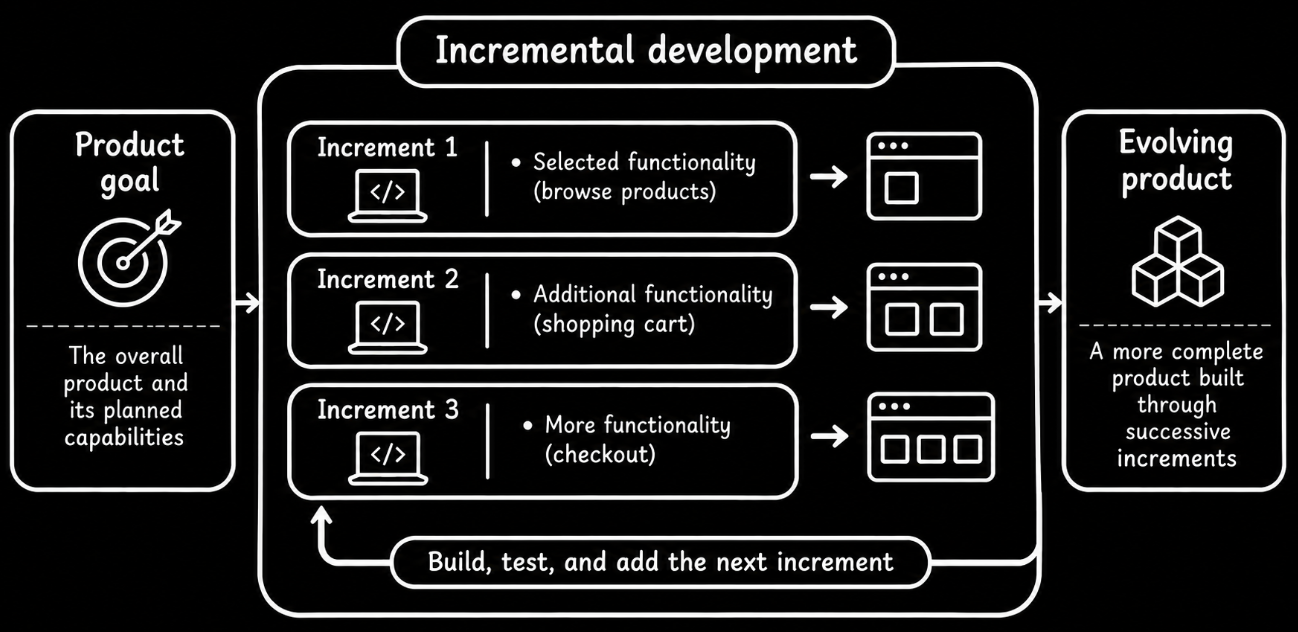 Incremental development
Product
goal
The overall
product and
its planned
capabilities
Increment 1
</>
• Selected functionality
(browse products)
Increment 2
</>
• Additional functionality
(shopping cart)
Increment 3
</>
• More functionality
(checkout)
Build, test, and add the next increment
Evolving
product
A more complete
product built
through
successive
increments